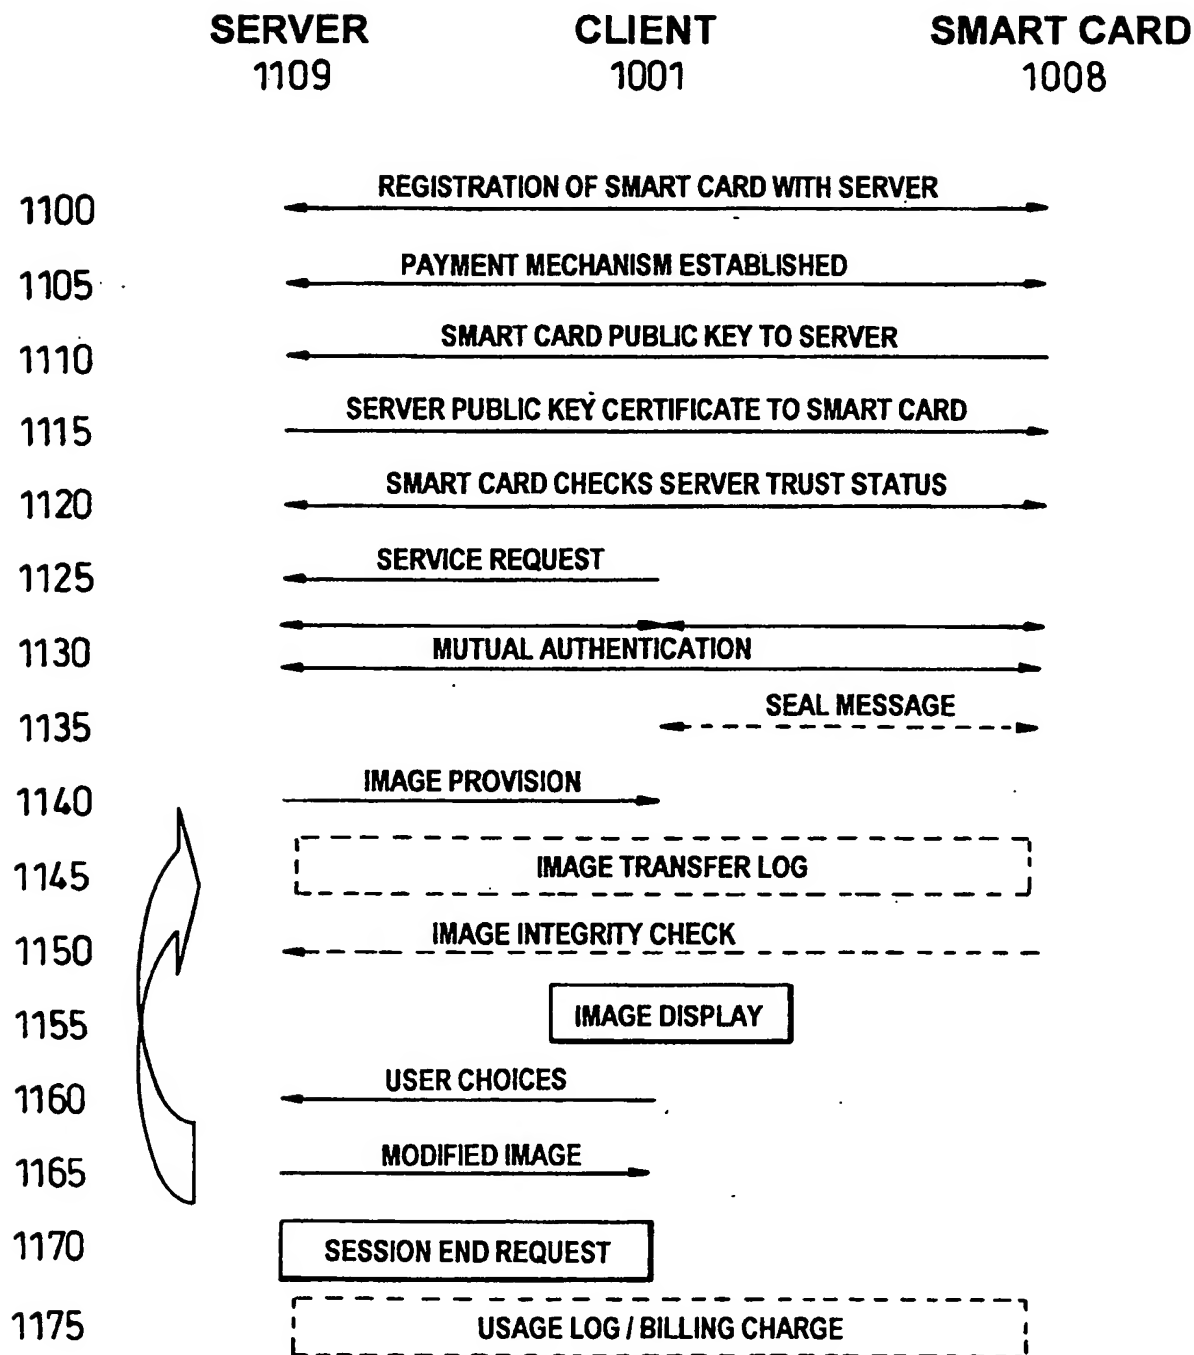 SERVER CLIENT SMART CARD
1109 1001 1008
REGISTRATION OF SMART CARD WITH SERVER
1100
PAYMENT MECHANISM ESTABLISHED
1105
SMART CARD PUBLIC KEY TO SERVER
1110
SERVER PUBLIC KEY CERTIFICATE TO SMART CARD
1115
SMART CARD CHECKS SERVER TRUST STATUS
1120
SERVICE REQUEST
1125
1130 MUTUAL AUTHENTICATION
SEAL MESSAGE
1135
IMAGE PROVISION
1140
1145 IMAGE TRANSFER LOG
IMAGE INTEGRITY CHECK
1150
1155 IMAGE DISPLAY
USER CHOICES
1160
MODIFIED IMAGE
1165
1170 SESSION END REQUEST
1175 USAGE LOG / BILLING CHARGE